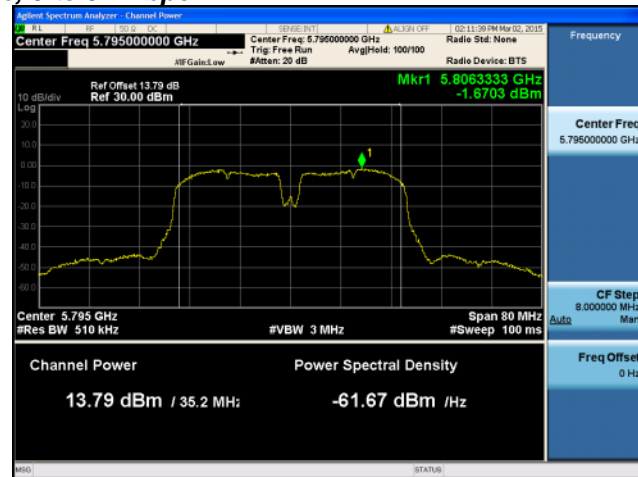 Agilent Spectrum Analyzer - Channel Power
RL RF 50 Ω DC SENSE:INT ALIGN OFF 02:11:39 PM Mar 02, 2015
Center Freq 5.795000000 GHz
Center Freq: 5.795000000 GHz
Radio Std: None
Trig: Free Run Avg|Hold: 100/100
#IFGain:Low #Atten: 20 dB Radio Device: BTS
Frequency
Ref Offset 13.79 dB
10 dB/div Ref 30.00 dBm
Mkr1 5.8063333 GHz
-1.6703 dBm
Log
20.0
10.0
0.00
-10.0
-20.0
-30.0
-40.0
-50.0
-60.0
1
Center 5.795 GHz Span 80 MHz
#Res BW 510 kHz #VBW 3 MHz #Sweep 100 ms
Channel Power Power Spectral Density
13.79 dBm / 35.2 MHz -61.67 dBm /Hz
Center Freq
5.795000000 GHz
CF Step
8.000000 MHz
Auto Man
Freq Offset
0 Hz
MSG STATUS